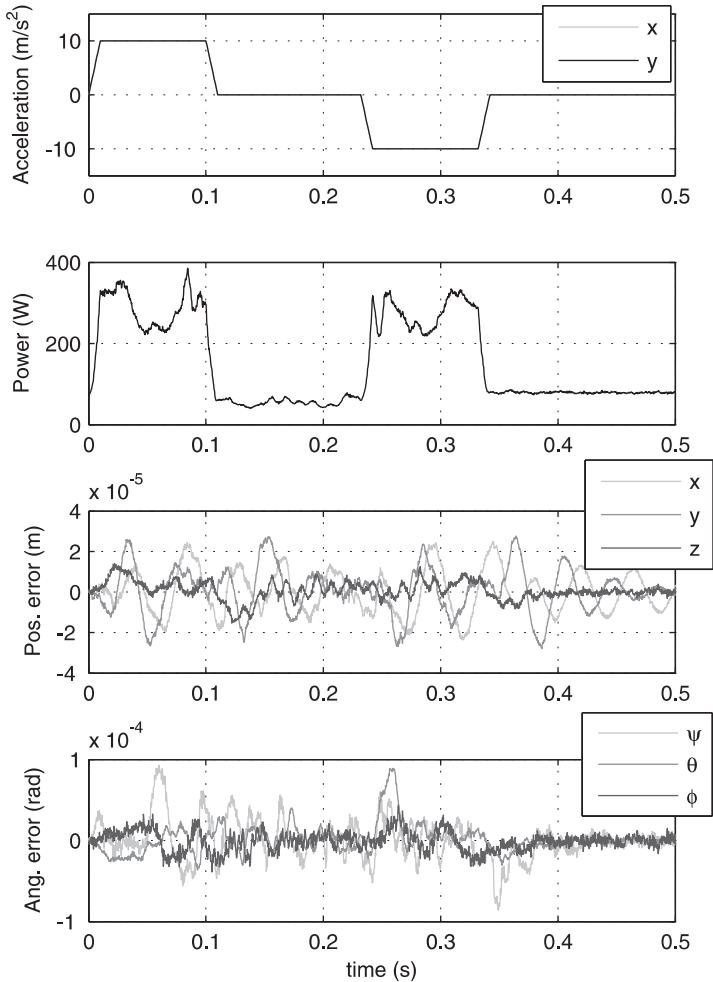 Acceleration (m/s²)
10
0
-10
x
y
0 0.1 0.2 0.3 0.4 0.5
Power (W)
400
200
0
0 0.1 0.2 0.3 0.4 0.5
x 10⁻⁵
Pos. error (m)
4
2
0
-2
-4
x
y
z
0 0.1 0.2 0.3 0.4 0.5
x 10⁻⁴
Ang. error (rad)
1
0
-1
ψ
θ
ϕ
0 0.1 0.2 0.3 0.4 0.5
time (s)